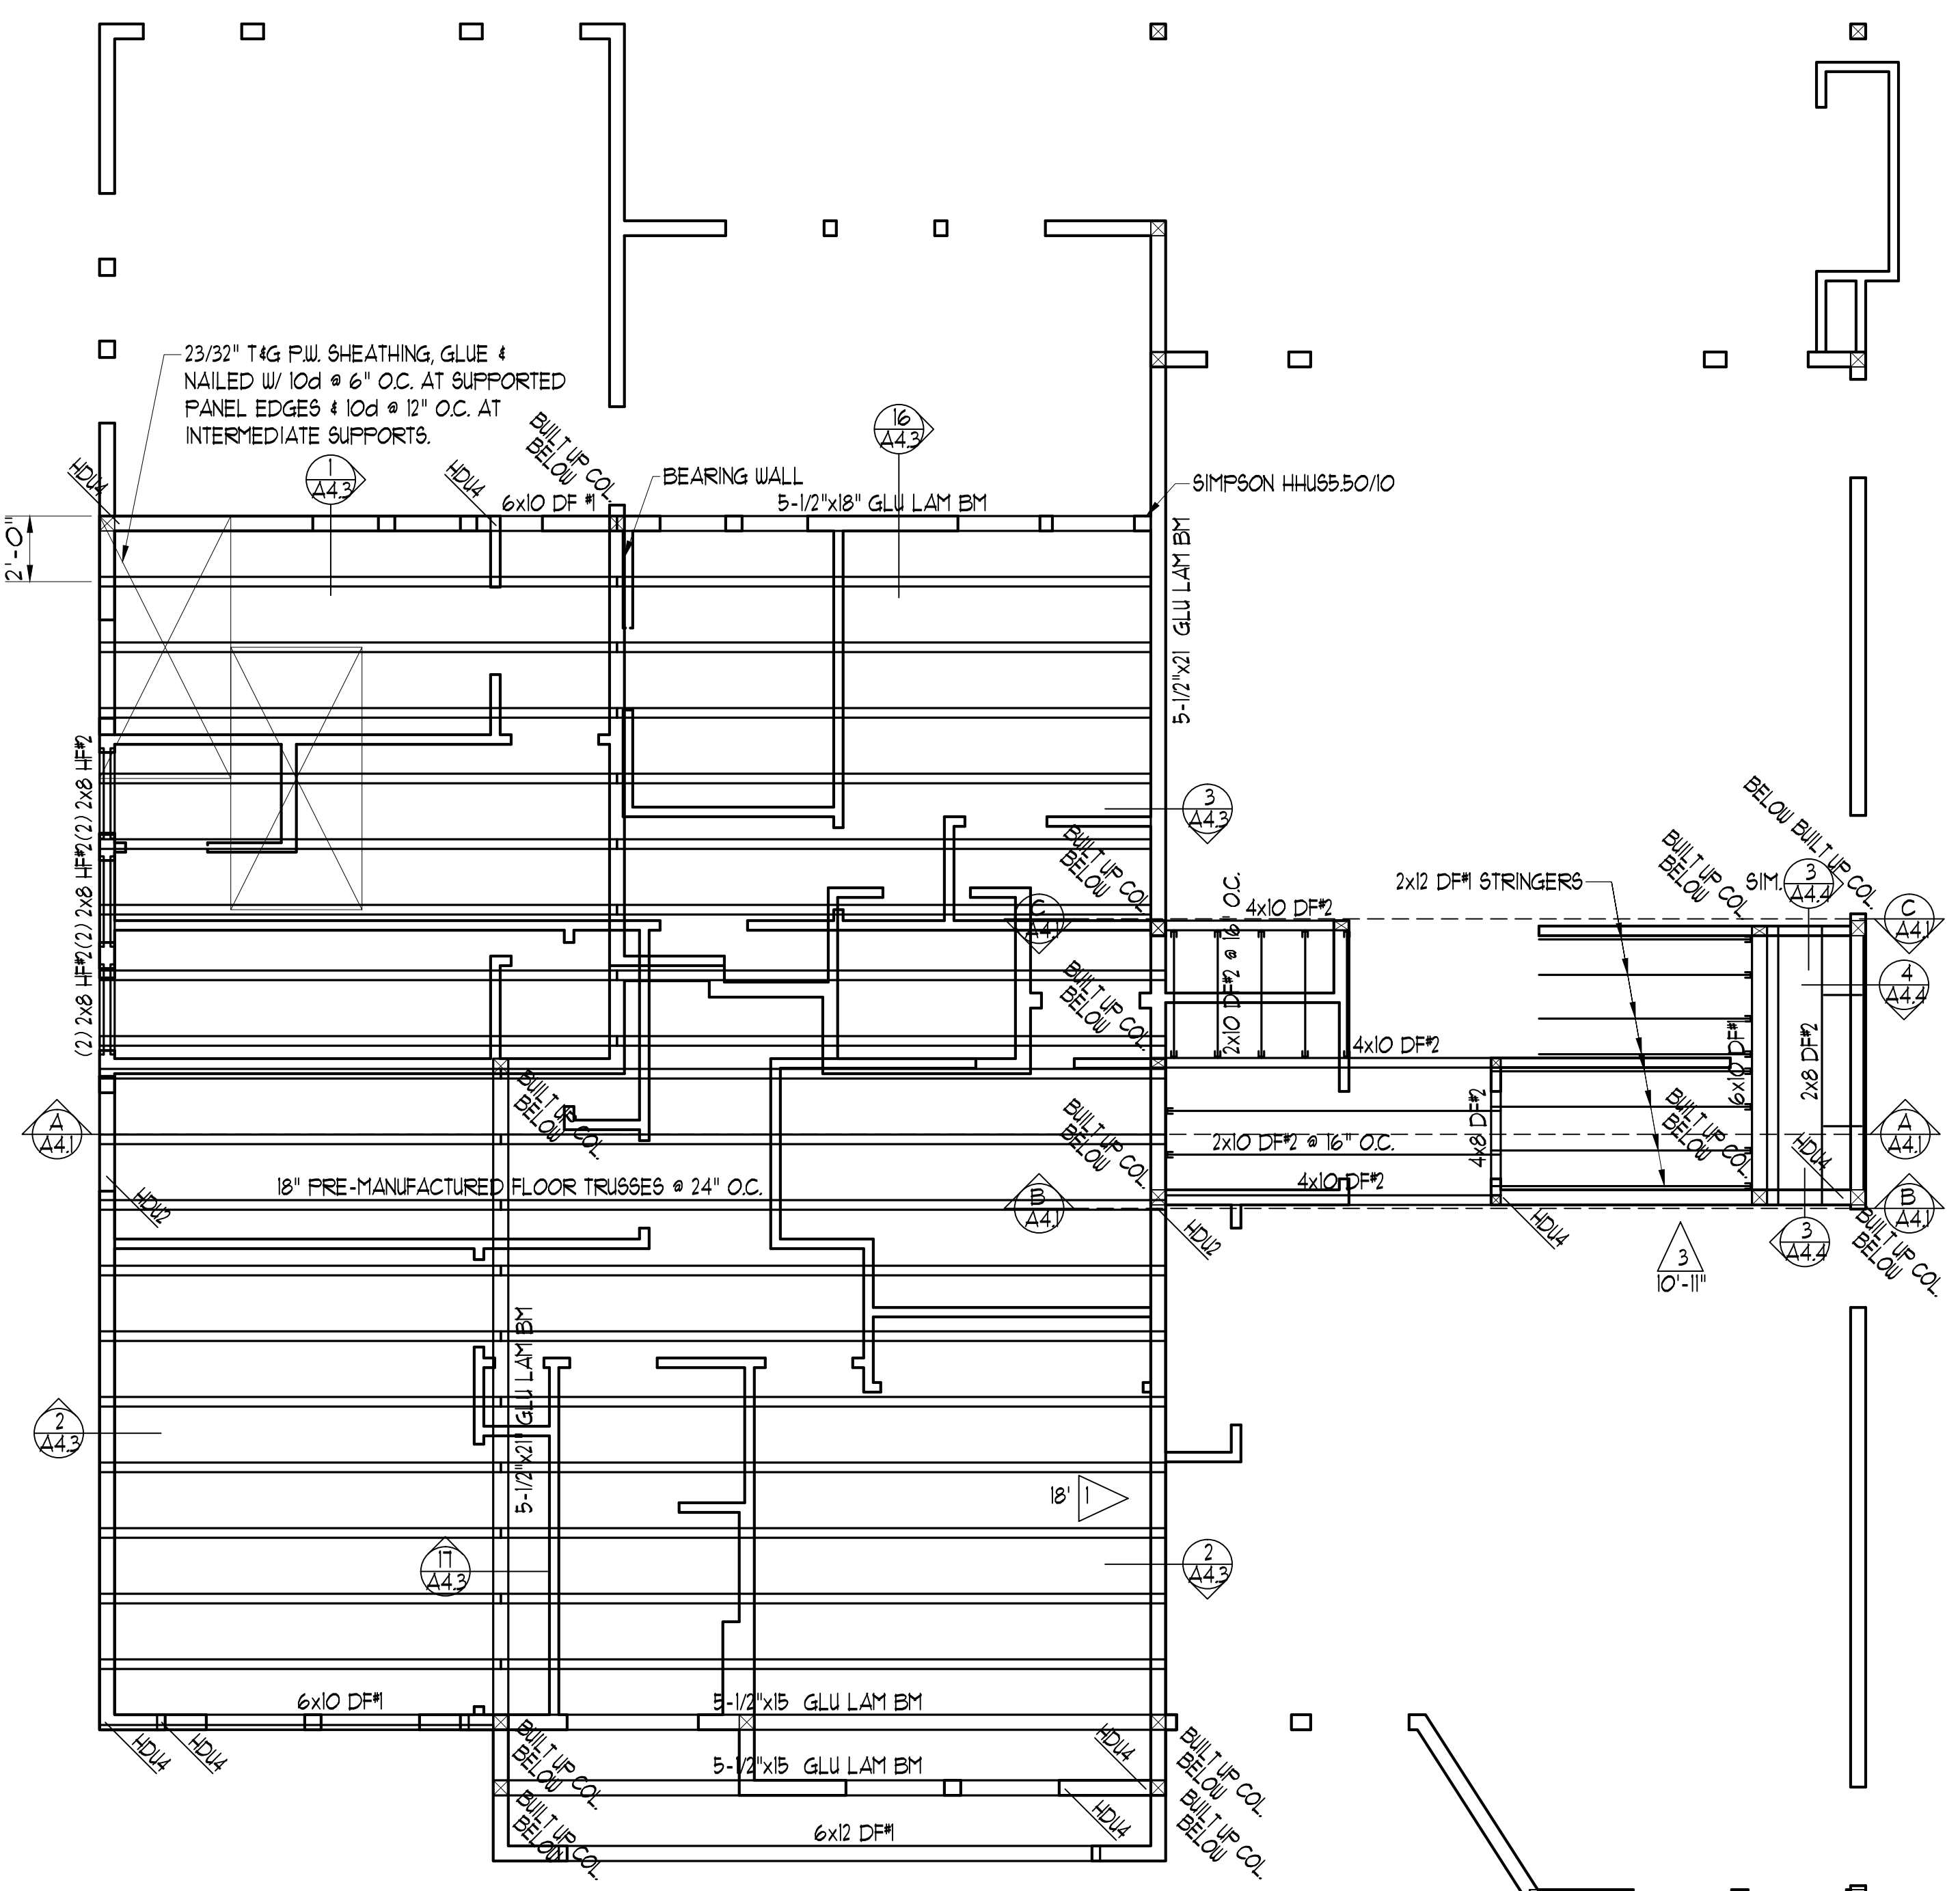 23/32" T&G P.W. SHEATHING, GLUE &
NAILED W/ 10d @ 6" O.C. AT SUPPORTED
PANEL EDGES & 10d @ 12" O.C. AT
INTERMEDIATE SUPPORTS.
BUILT UP COL.
BELOW
16
A4.3
HDU4
1
A4.3
HDU4
BEARING WALL
6x10 DF #1
5-1/2"x18" GLU LAM BM
SIMPSON HHUS5.50/10
2'-0"
5-1/2"x21 GLU LAM BM
(2) 2x8 HF#2
(2) 2x8 HF#2
(2) 2x8 HF#2
3
A4.3
BUILT UP COL.
BELOW
BELOW BUILT UP COL.
BUILT UP COL.
BELOW
2x12 DF#1 STRINGERS
SIM.
3
A4.4
C
A4.1
4x10 DF#2
C
A4.1
2x10 DF#2 @ 16" O.C.
BUILT UP COL.
BELOW
4
A4.4
4x10 DF#2
6x10 DF#1
2x8 DF#2
BUILT UP COL.
BELOW
BUILT UP COL.
BELOW
BUILT UP COL.
BELOW
A
A4.1
4x8 DF#2
2x10 DF#2 @ 16" O.C.
HDU4
A
A4.1
18" PRE-MANUFACTURED FLOOR TRUSSES @ 24" O.C.
4x10 DF#2
HDU2
B
A4.1
HDU2
HDU4
B
A4.1
3
A4.4
BUILT UP COL.
BELOW
3
10'-11"
5-1/2"x21" GLU LAM BM
2
A4.3
18'
1
17
A4.3
2
A4.3
6x10 DF#1
5-1/2"x15 GLU LAM BM
HDU4
HDU4
BUILT UP COL.
BELOW
5-1/2"x15 GLU LAM BM
HDU4
BUILT UP COL.
BELOW
BUILT UP COL.
BELOW
6x12 DF#1
HDU4
BUILT UP COL.
BELOW